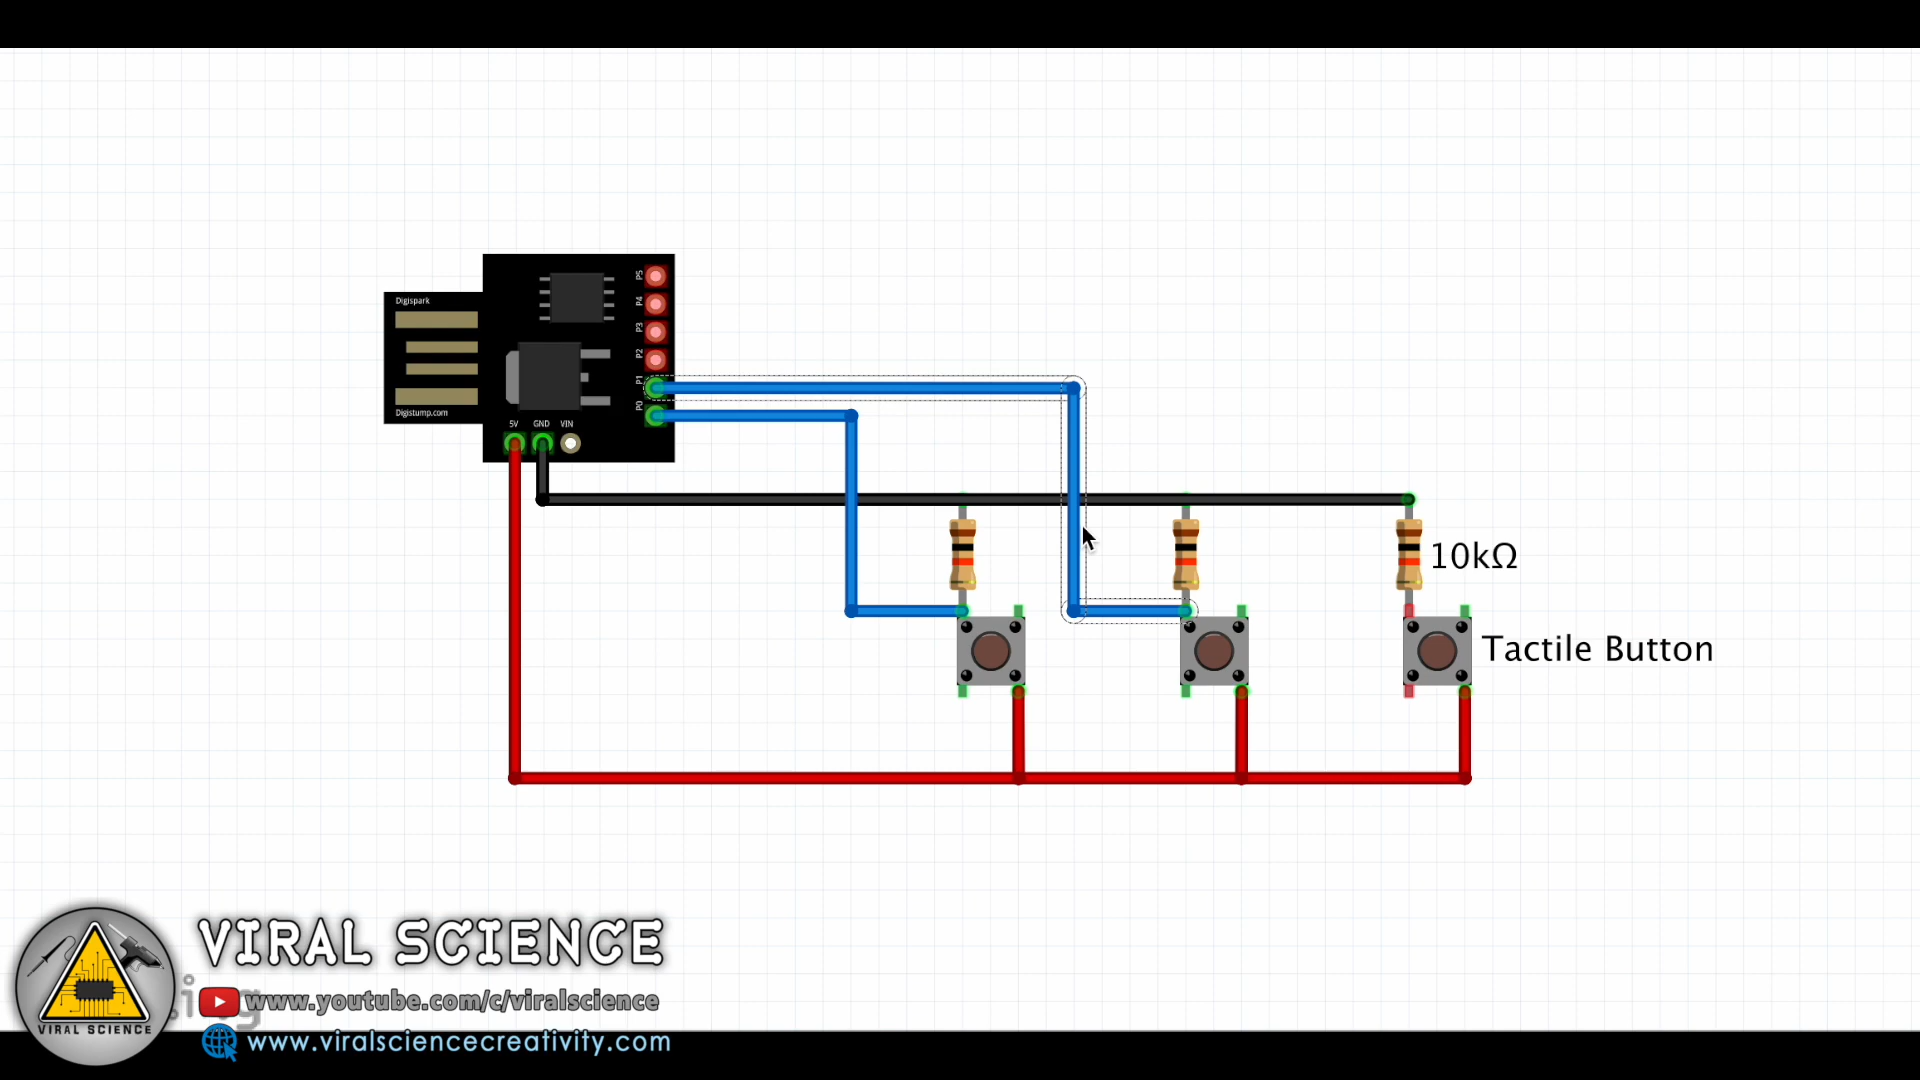 Digispark
P5
P4
P3
P2
P1
P0
Digistump.com
5V GND VIN
10kΩ
Tactile Button
VIRAL SCIENCE
www.youtube.com/c/viralscience
VIRAL SCIENCE
www.viralsciencecreativity.com